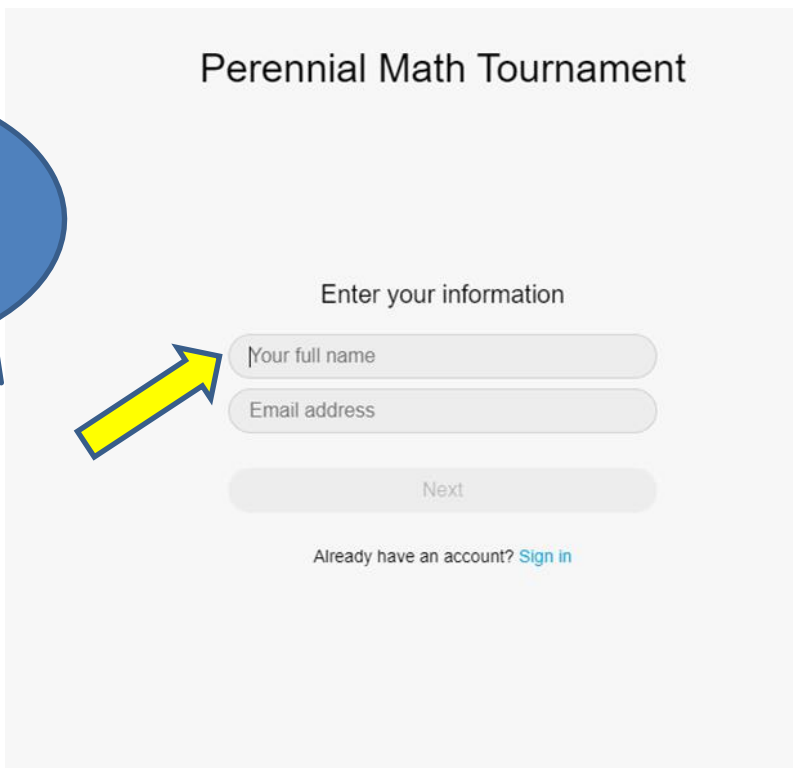 Perennial Math Tournament
Enter your information
Your full name
Email address
Next
Already have an account? Sign in